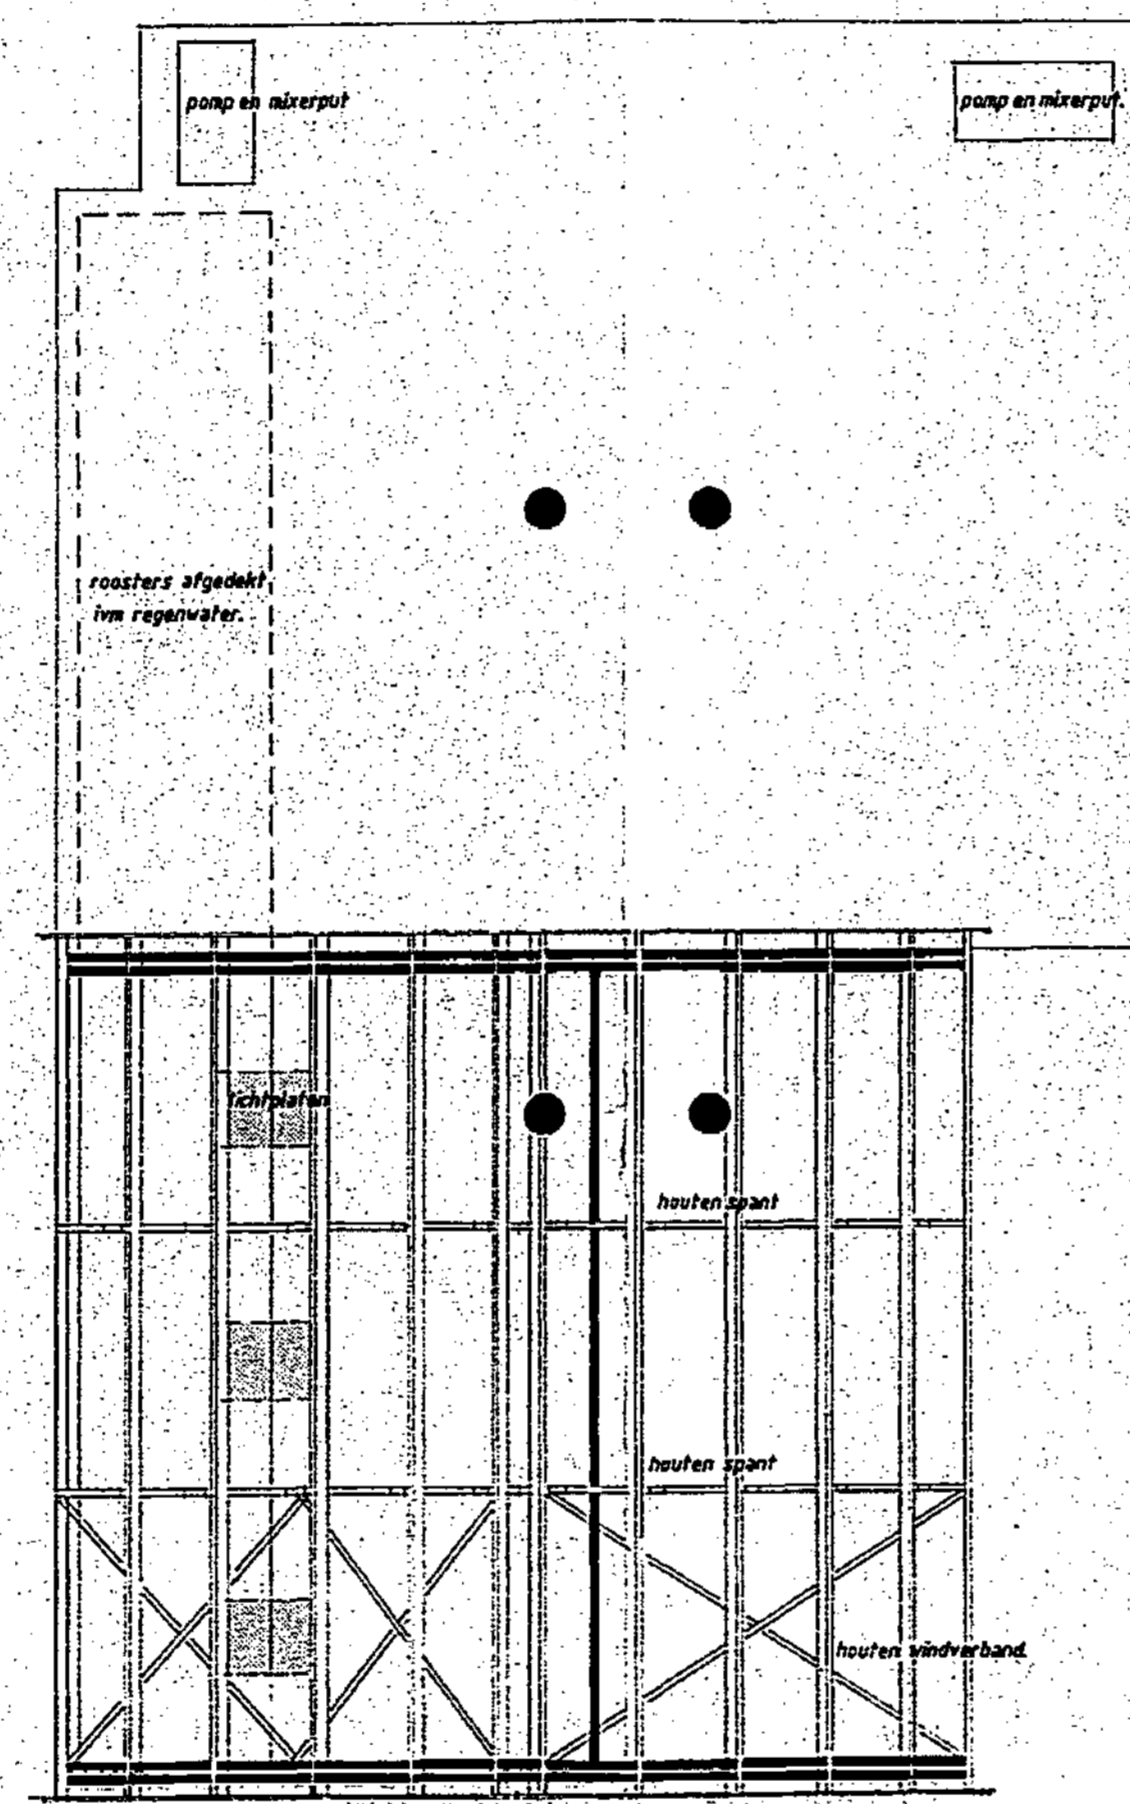 pomp en mixerput
pomp en mixerput.
roosters afgedekt
ivm regenwater.
lichtplaten
houten spant
houten spant
houten windverband.